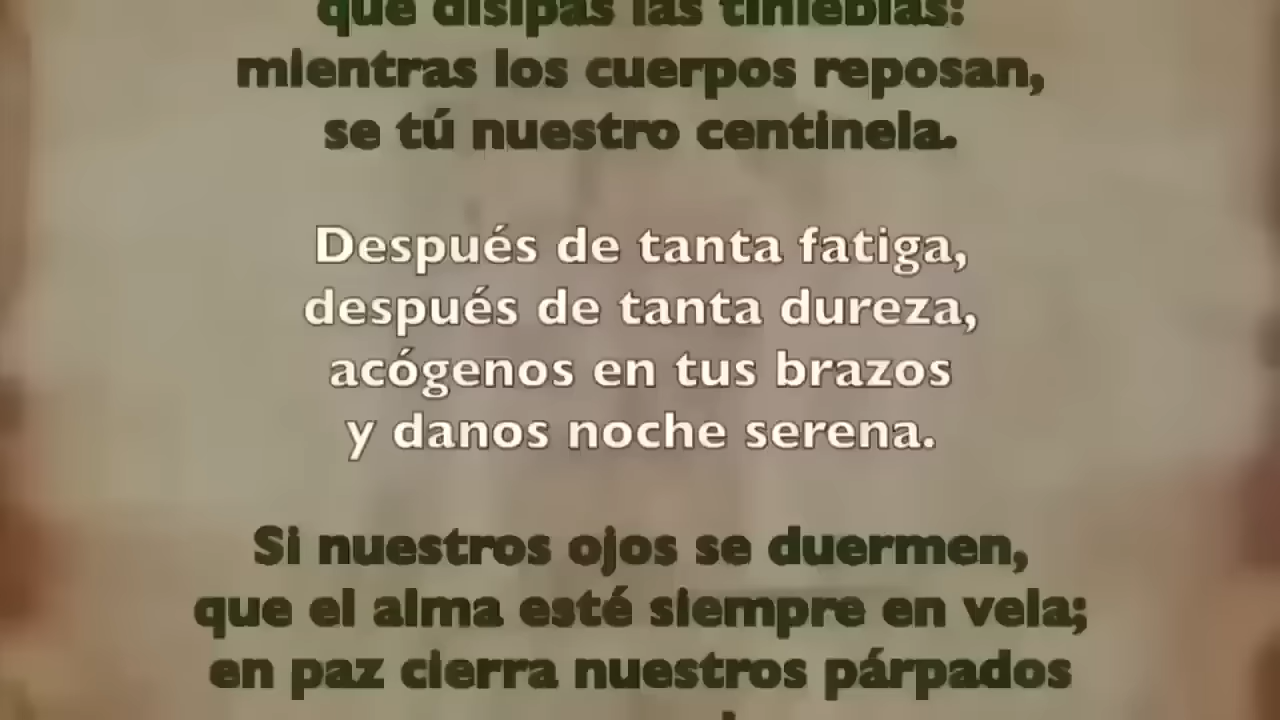 que disipas las tinieblas:
mientras los cuerpos reposan,
se tú nuestro centinela.
Después de tanta fatiga,
después de tanta dureza,
acógenos en tus brazos
y danos noche serena.
Si nuestros ojos se duermen,
que el alma esté siempre en vela;
en paz cierra nuestros párpados